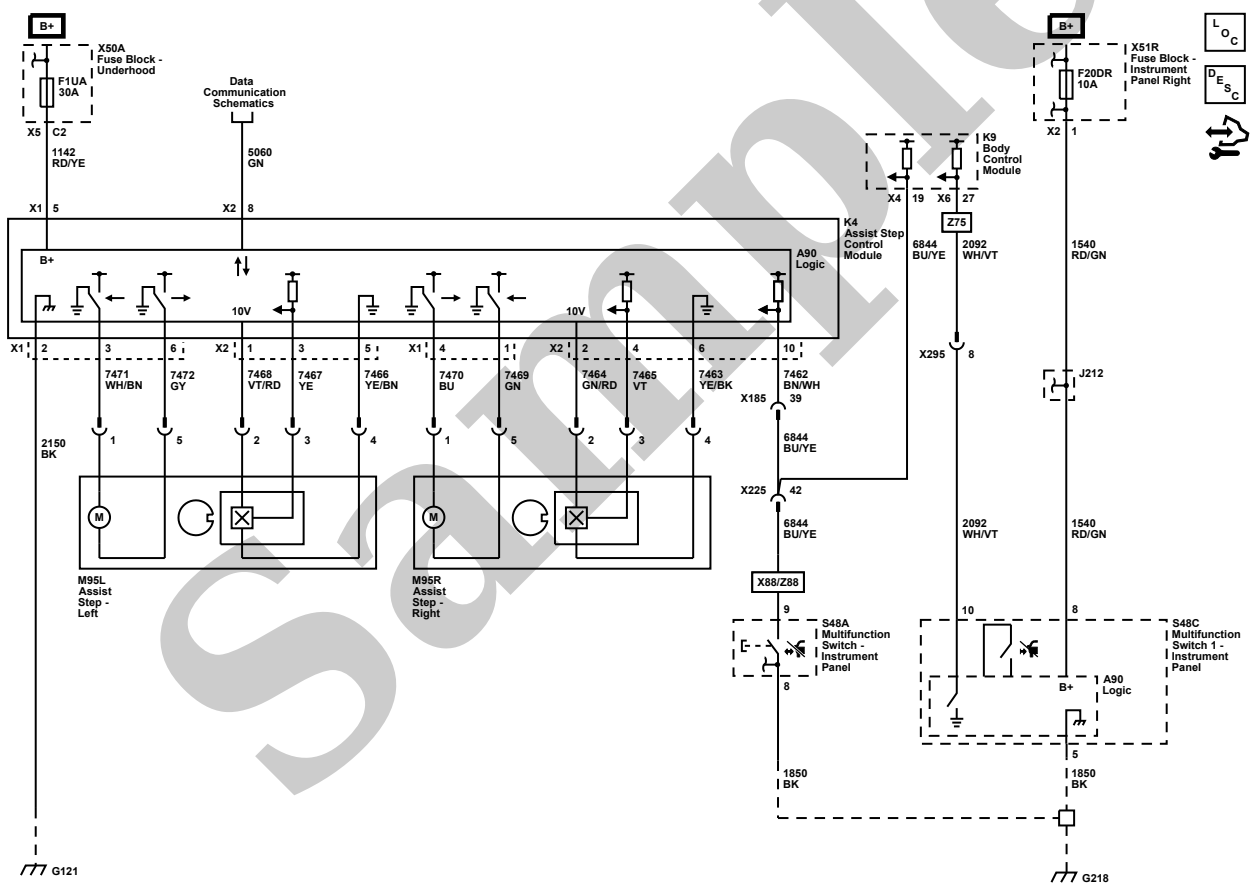 B+
X50A
Fuse Block -
Underhood
F1UA
30A
X5 C2
1142
RD/YE
Data
Communication
Schematics
5060
GN
B+
X51R
Fuse Block -
Instrument
Panel Right
F20DR
10A
X2 1
L
O
C
D
E
S
C
K9
Body
Control
Module
X4 19 X6 27
Z75
6844
BU/YE
2092
WH/VT
1540
RD/GN
X1 5
X2 8
K4
Assist Step
Control
Module
A90
Logic
B+
10V
10V
X1 2 3 6 X2 1 3 5 X1 4 1 X2 2 4 6 10
7471
WH/BN
7472
GY
7468
VT/RD
7467
YE
7466
YE/BN
7470
BU
7469
GN
7464
GN/RD
7465
VT
7463
YE/BK
7462
BN/WH
X295 8
J212
X185 39
2150
BK
1 5 2 3 4 1 5 2 3 4
6844
BU/YE
X225 42
M
M
6844
BU/YE
2092
WH/VT
1540
RD/GN
M95L
Assist
Step -
Left
M95R
Assist
Step -
Right
X88/Z88
9
S48A
Multifunction
Switch -
Instrument
Panel
8
10 8
S48C
Multifunction
Switch 1 -
Instrument
Panel
B+
A90
Logic
5
1850
BK
1850
BK
G121
G218
Sample